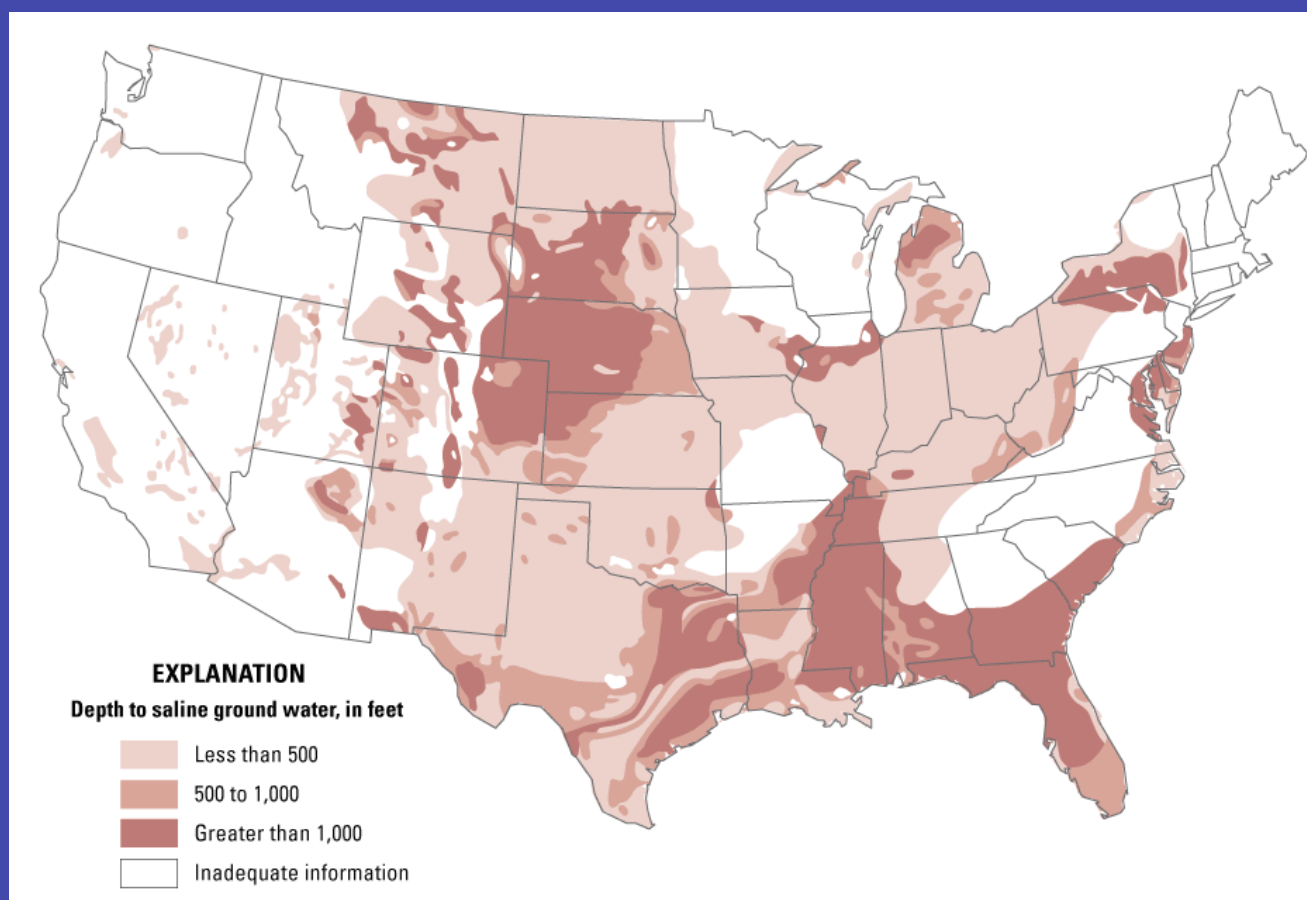 EXPLANATION
Depth to saline ground water, in feet
Less than 500
500 to 1,000
Greater than 1,000
Inadequate information